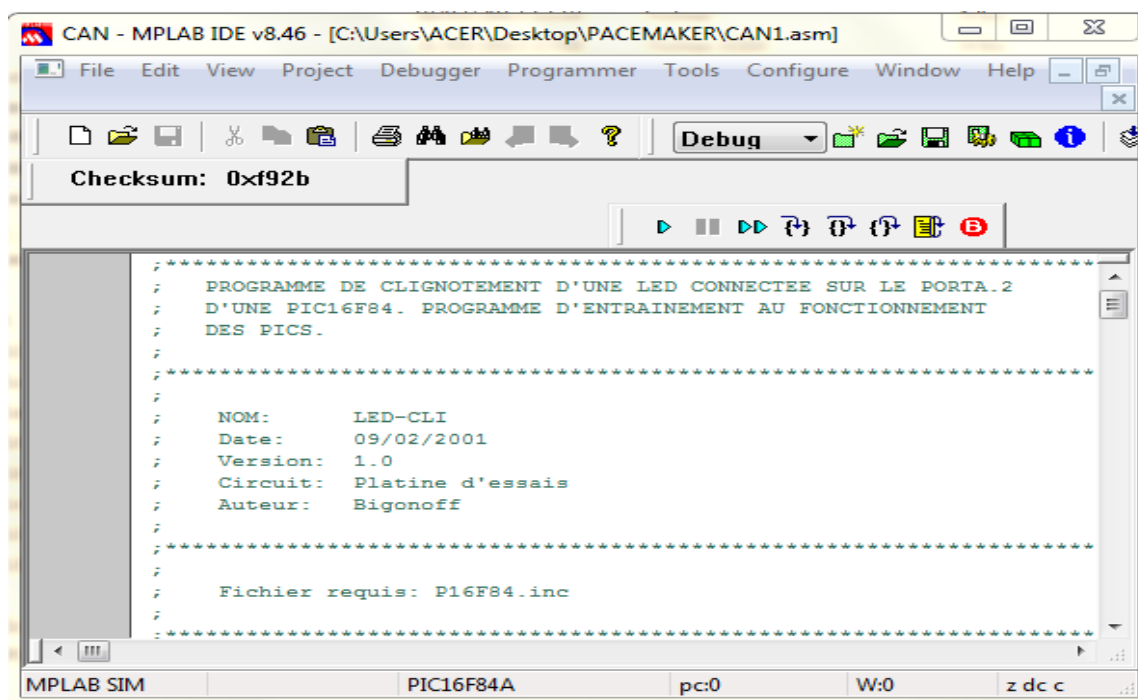 CAN - MPLAB IDE v8.46 - [C:\Users\ACER\Desktop\PACEMAKER\CAN1.asm]
File Edit View Project Debugger Programmer Tools Configure Window Help
Debug
Checksum: 0xf92b
;*********************************************************************
; PROGRAMME DE CLIGNOTEMENT D'UNE LED CONNECTEE SUR LE PORTA.2
; D'UNE PIC16F84. PROGRAMME D'ENTRAINEMENT AU FONCTIONNEMENT
; DES PICS.
;
;*********************************************************************
;
; NOM: LED-CLI
; Date: 09/02/2001
; Version: 1.0
; Circuit: Platine d'essais
; Auteur: Bigonoff
;
;*********************************************************************
;
; Fichier requis: P16F84.inc
;
;*********************************************************************
MPLAB SIM PIC16F84A pc:0 W:0 z dc c